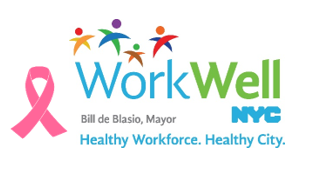 WorkWell
NYC
Bill de Blasio, Mayor
Healthy Workforce. Healthy City.